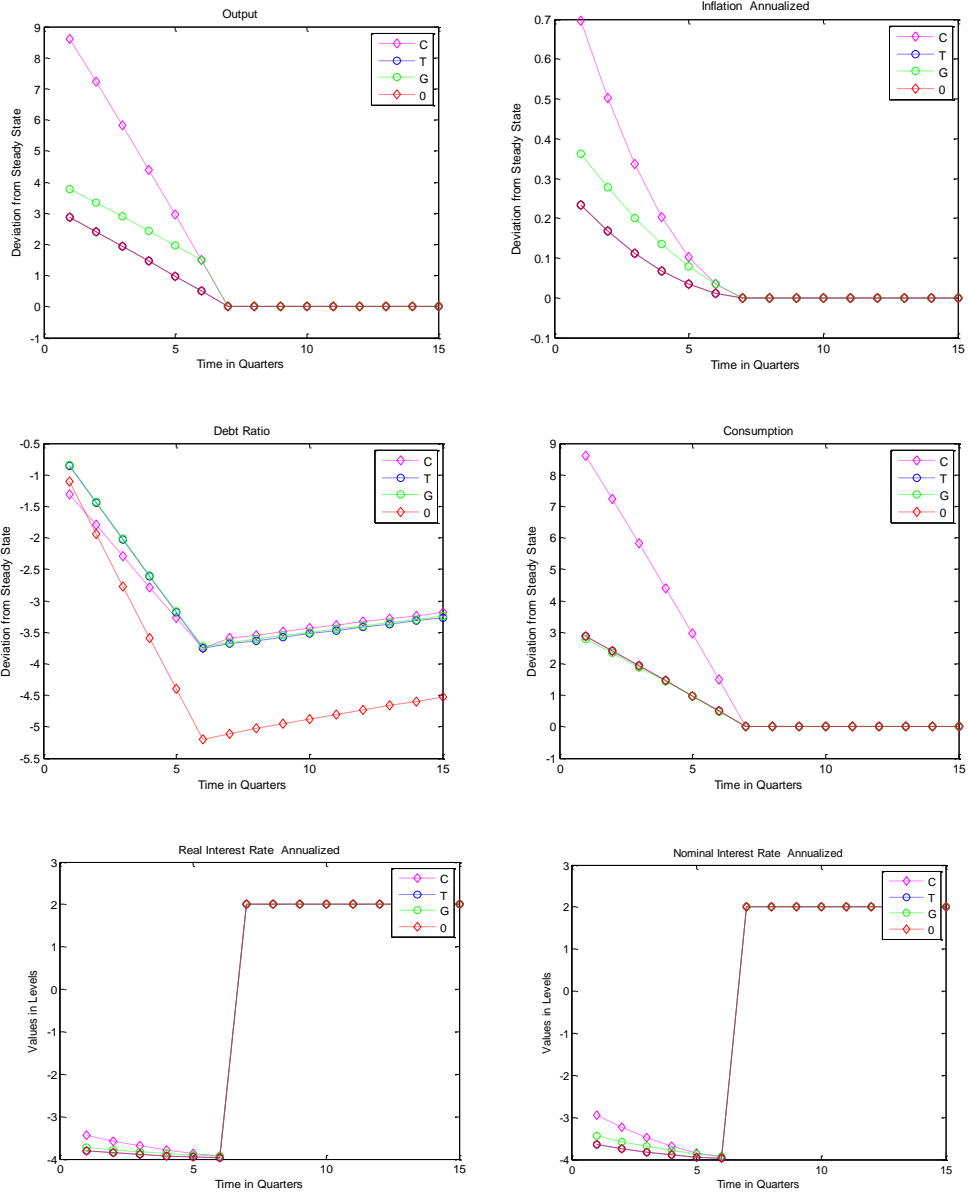 Output
Deviation from Steady State
9
8
7
6
5
4
3
2
1
0
-1
0
5
10
15
Time in Quarters
C
T
G
0
Inflation Annualized
Deviation from Steady State
0.7
0.6
0.5
0.4
0.3
0.2
0.1
0
-0.1
0
5
10
15
Time in Quarters
C
T
G
0
Debt Ratio
Deviation from Steady State
-0.5
-1
-1.5
-2
-2.5
-3
-3.5
-4
-4.5
-5
-5.5
0
5
10
15
Time in Quarters
C
T
G
0
Consumption
Deviation from Steady State
9
8
7
6
5
4
3
2
1
0
-1
0
5
10
15
Time in Quarters
C
T
G
0
Real Interest Rate Annualized
Values in Levels
3
2
1
0
-1
-2
-3
-4
0
5
10
15
Time in Quarters
C
T
G
0
Nominal Interest Rate Annualized
Values in Levels
3
2
1
0
-1
-2
-3
-4
0
5
10
15
Time in Quarters
C
T
G
0